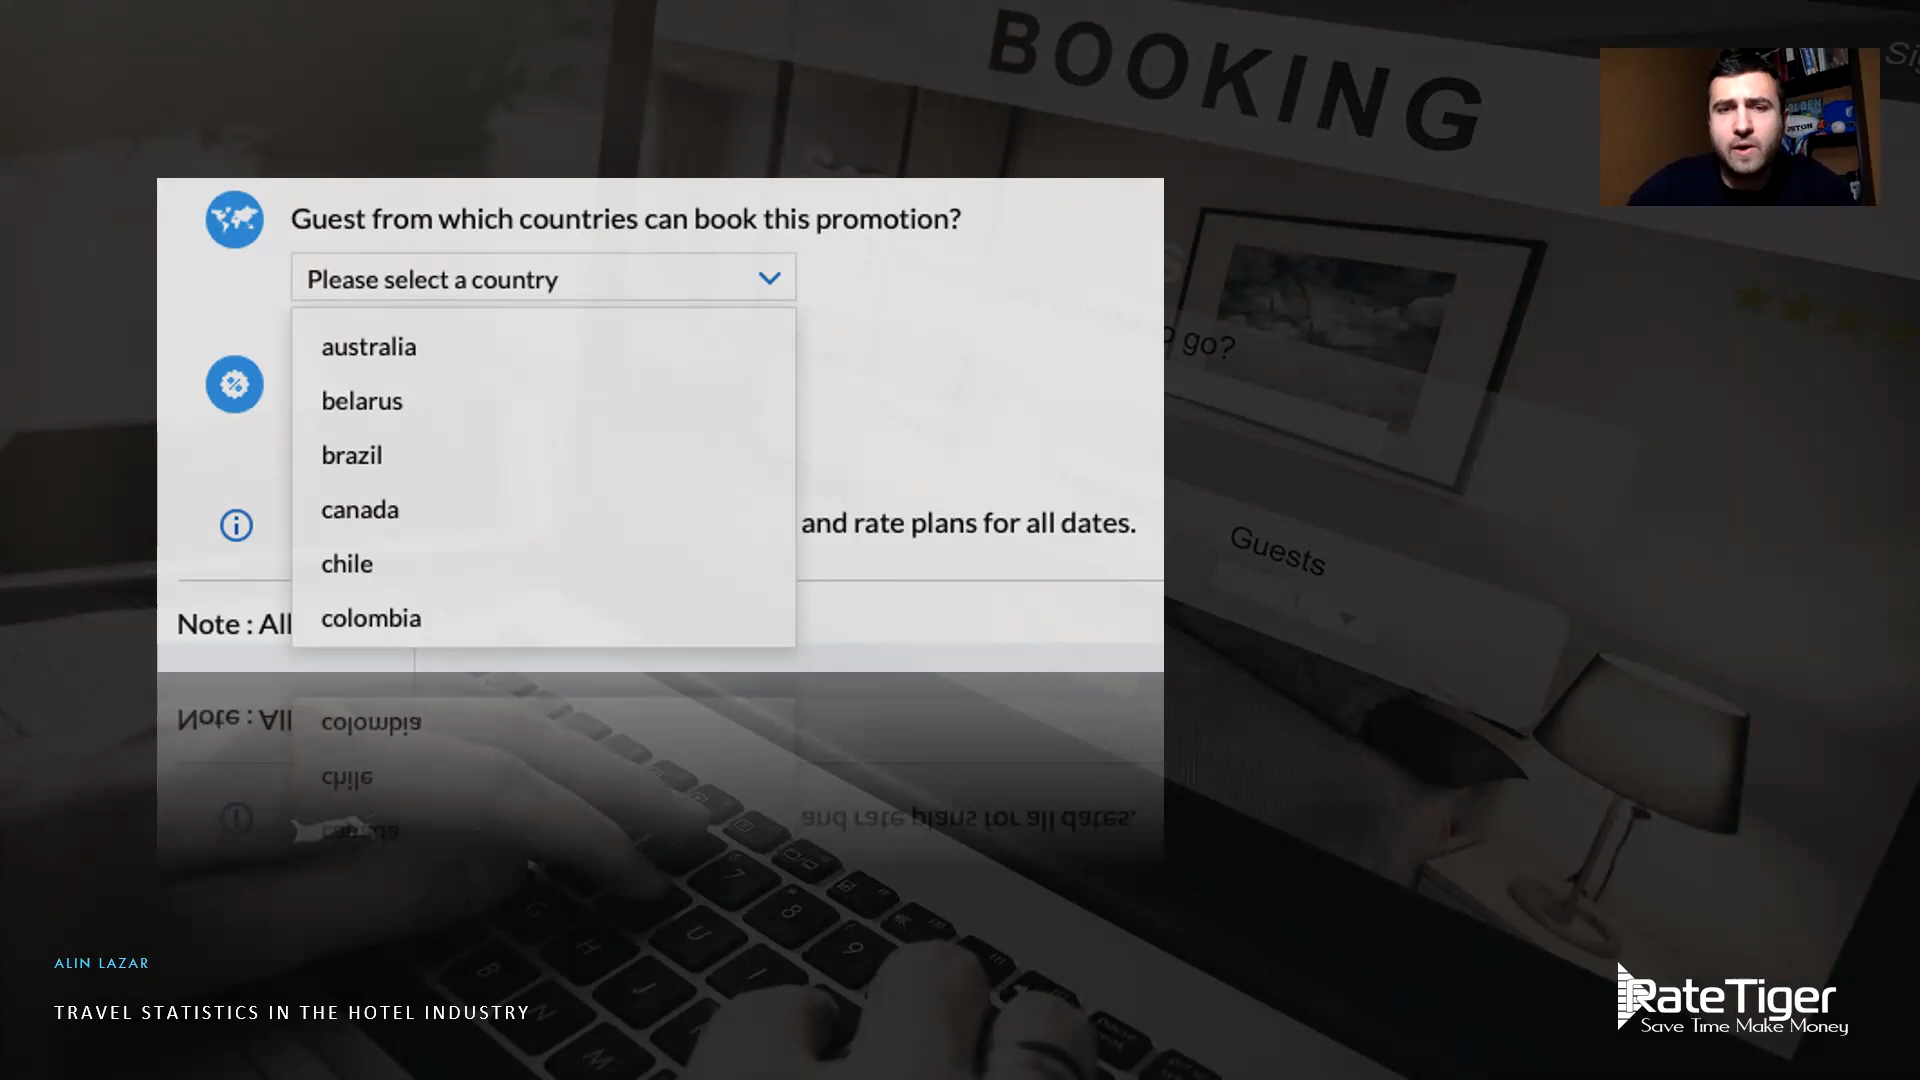 BOOKING
Guest from which countries can book this promotion?
Please select a country
australia
belarus
brazil
canada
chile
colombia
and rate plans for all dates.
Note : All
go?
Guests
ALIN LAZAR
TRAVEL STATISTICS IN THE HOTEL INDUSTRY
RateTiger
Save Time Make Money